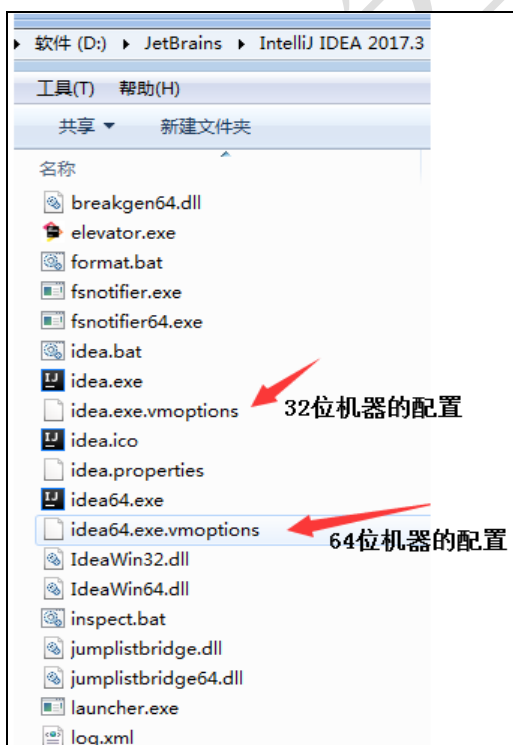 软件 (D:) ▸ JetBrains ▸ IntelliJ IDEA 2017.3
工具(T) 帮助(H)
共享 ▼ 新建文件夹
名称
breakgen64.dll
elevator.exe
format.bat
fsnotifier.exe
fsnotifier64.exe
idea.bat
idea.exe
idea.exe.vmoptions 32位机器的配置
idea.ico
idea.properties
idea64.exe
idea64.exe.vmoptions 64位机器的配置
IdeaWin32.dll
IdeaWin64.dll
inspect.bat
jumplistbridge.dll
jumplistbridge64.dll
launcher.exe
log.xml